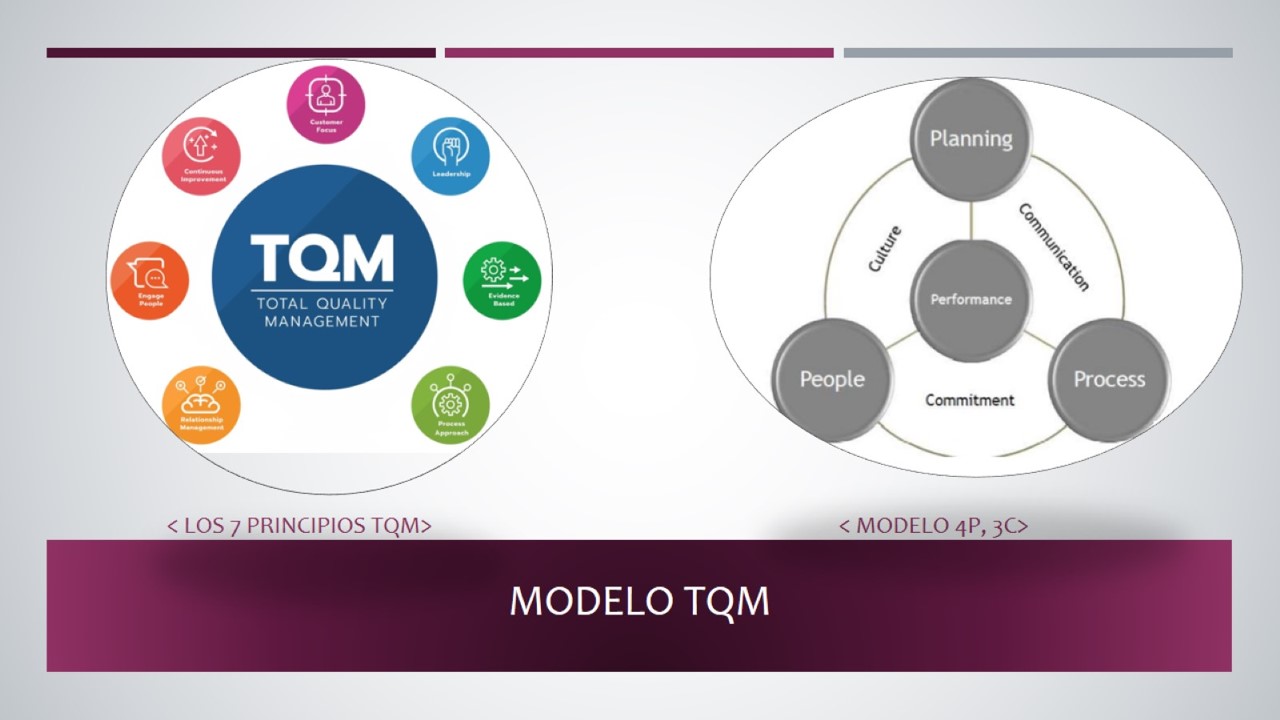 Customer
Focus
Continuous
Improvement
Leadership
TQM
TOTAL QUALITY
MANAGEMENT
Engage
People
Evidence
Based
Relationship
Management
Process
Approach
Planning
Culture
Communication
Performance
People
Process
Commitment
< LOS 7 PRINCIPIOS TQM>
< MODELO 4P, 3C>
MODELO TQM